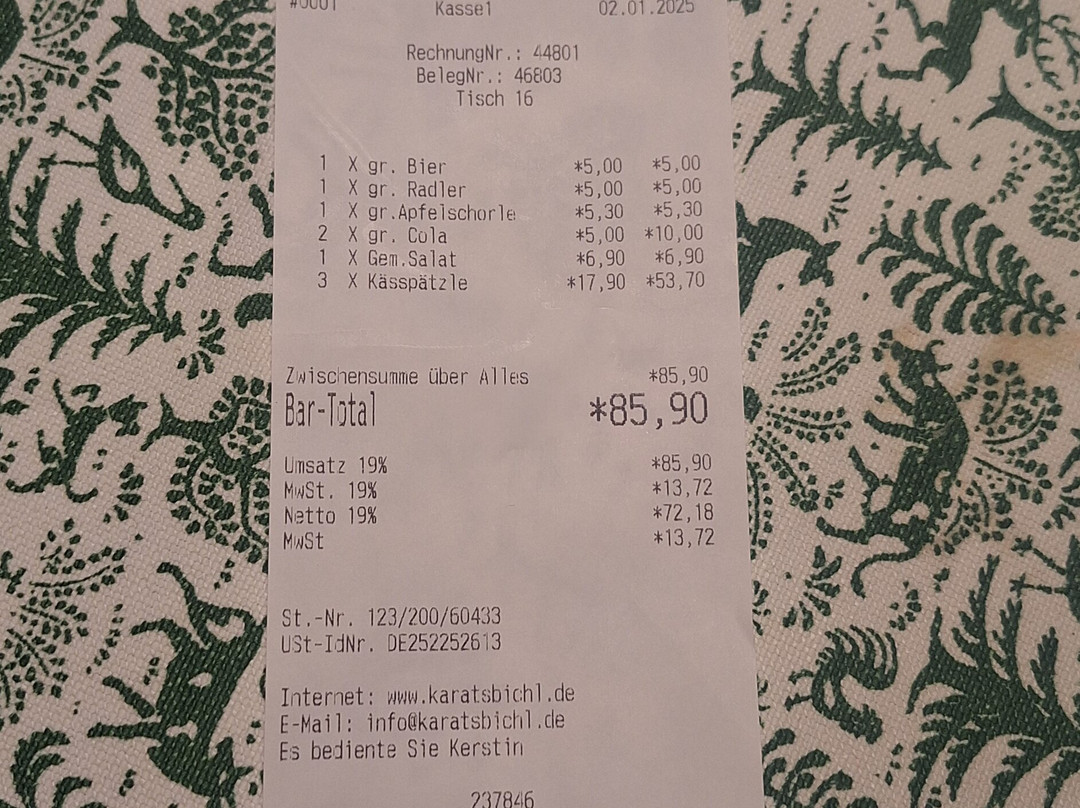 #0001 Kasse1 02.01.2025
RechnungNr.: 44801
BelegNr.: 46803
Tisch 16
1 X gr. Bier *5,00 *5,00
1 X gr. Radler *5,00 *5,00
1 X gr.Apfelschorle *5,30 *5,30
2 X gr. Cola *5,00 *10,00
1 X Gem.Salat *6,90 *6,90
3 X Kässpätzle *17,90 *53,70
Zwischensumme über Alles *85,90
Bar-Total *85,90
Umsatz 19% *85,90
MwSt. 19% *13,72
Netto 19% *72,18
MwSt *13,72
St.-Nr. 123/200/60433
USt-IdNr. DE252252613
Internet: www.karatsbichl.de
E-Mail: info@karatsbichl.de
Es bediente Sie Kerstin
237846